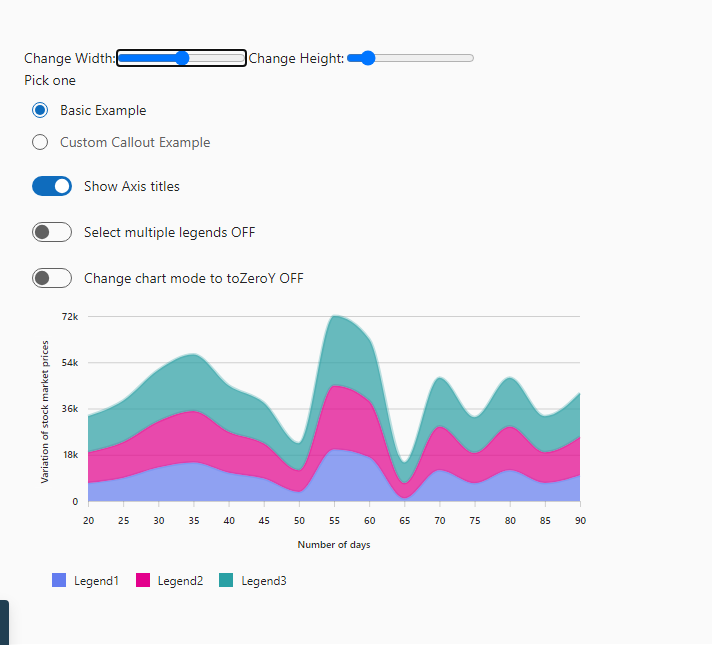 Change Width: Change Height:
Pick one
Basic Example
Custom Callout Example
Show Axis titles
Select multiple legends OFF
Change chart mode to toZeroY OFF
Variation of stock market prices
72k
54k
36k
18k
0
20 25 30 35 40 45 50 55 60 65 70 75 80 85 90
Number of days
Legend1 Legend2 Legend3